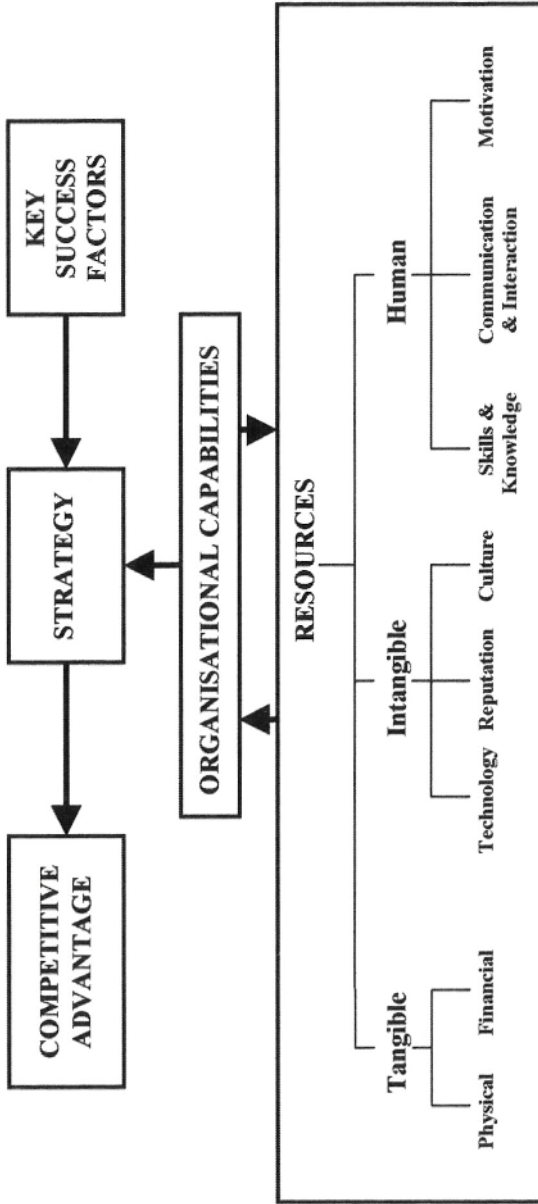 COMPETITIVE
ADVANTAGE
STRATEGY
KEY
SUCCESS
FACTORS
ORGANISATIONAL CAPABILITIES
RESOURCES
Tangible
Intangible
Human
Physical
Financial
Technology
Reputation
Culture
Skills &
Knowledge
Communication
& Interaction
Motivation